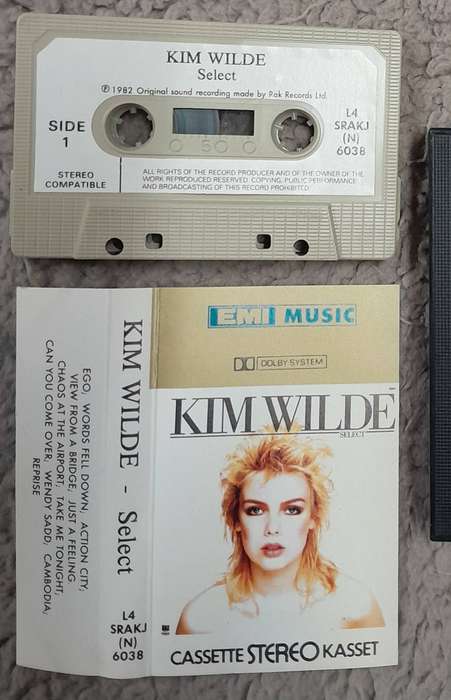 KIM WILDE
Select
℗ 1982 Original sound recording made by Pak Records Ltd.
SIDE
1
L4
SRAKJ
(N)
6038
STEREO
COMPATIBLE
0 50 0
ALL RIGHTS OF THE RECORD PRODUCER AND OF THE OWNER OF THE
WORK REPRODUCED RESERVED. COPYING, PUBLIC PERFORMANCE
AND BROADCASTING OF THIS RECORD PROHIBITED
EMI MUSIC
DOLBY SYSTEM
KIM WILDE
SELECT
CASSETTE STEREO KASSET
KIM WILDE - Select
L4
SRAKJ
(N)
6038
EGO, WORDS FELL DOWN, ACTION CITY,
VIEW FROM A BRIDGE, JUST A FEELING
CHAOS AT THE AIRPORT, TAKE ME TONIGHT,
CAN YOU COME OVER, WENDY SADD, CAMBODIA,
REPRISE